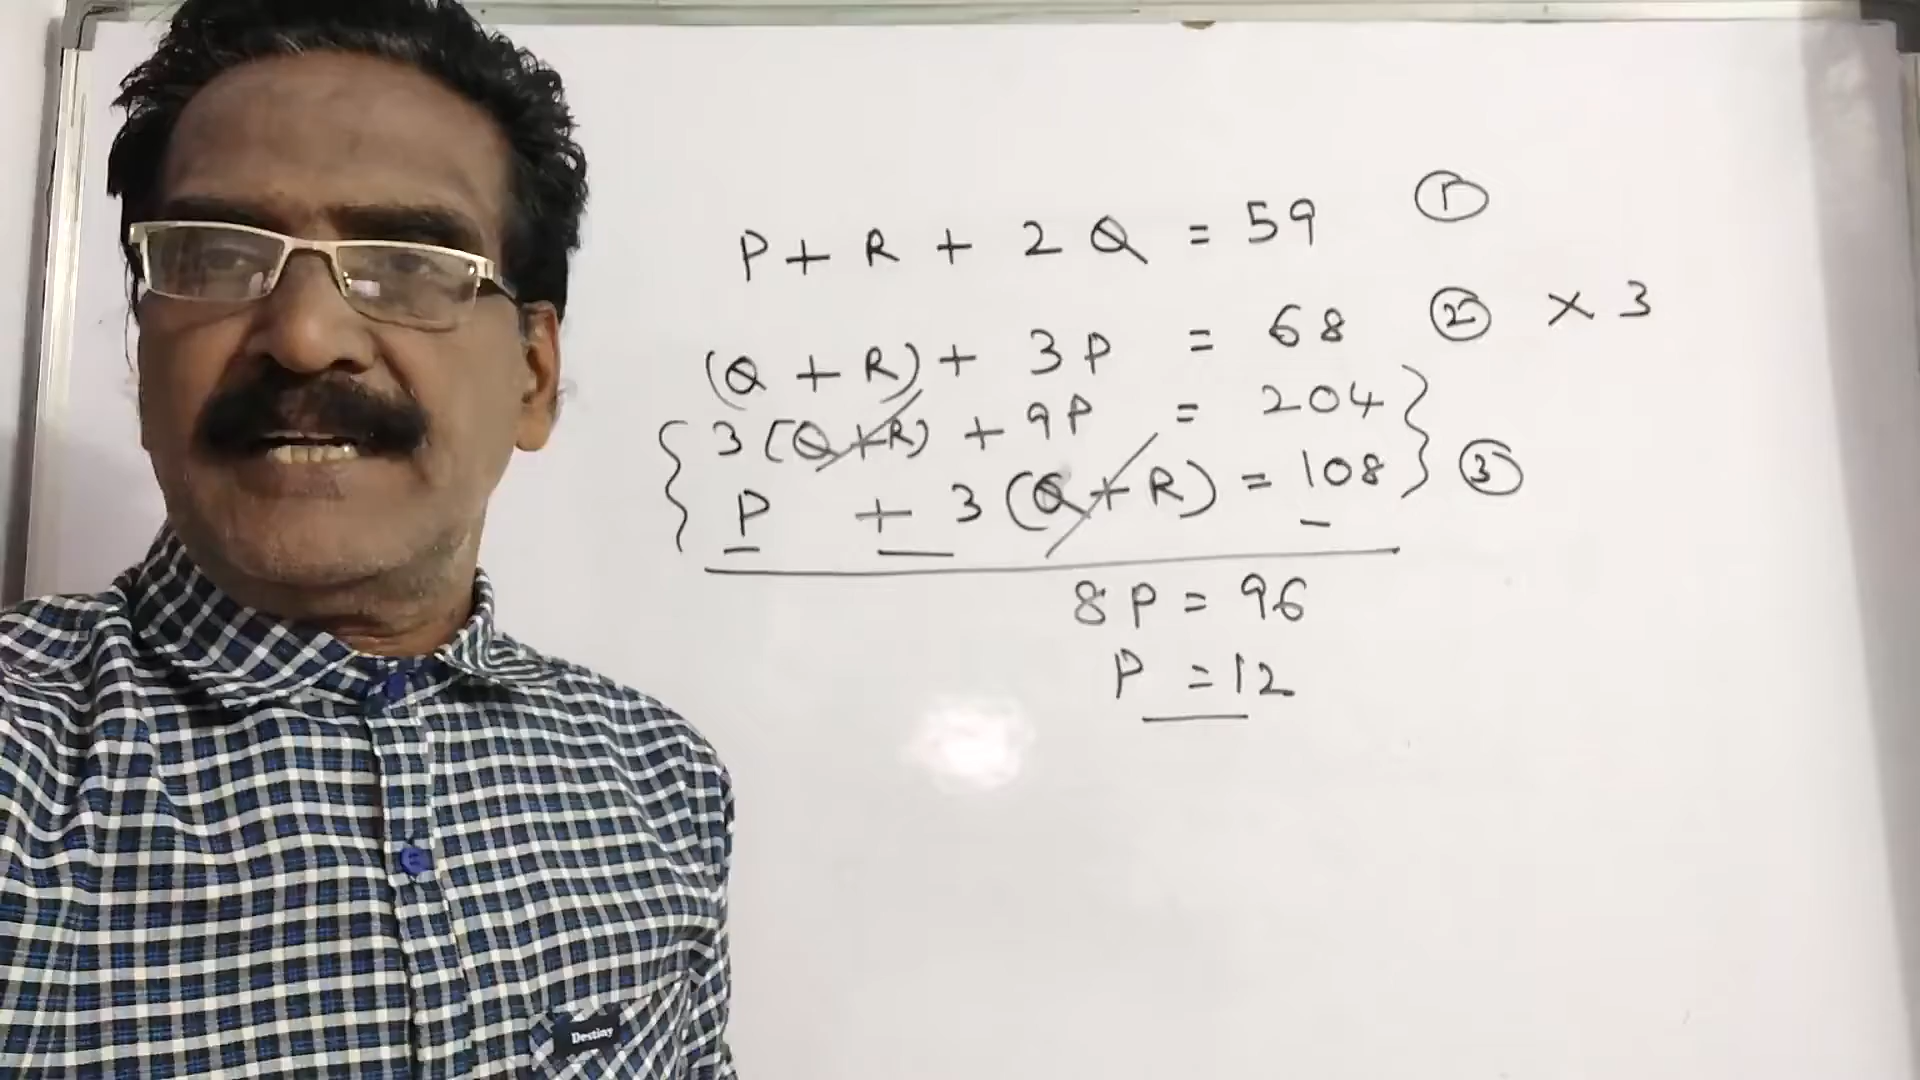 P + R + 2Q = 59 ①
(Q + R) + 3P = 68 ② × 3
{ 3(Q+R) + 9P = 204 }
{ P + 3(Q+R) = 108 } ③
8P = 96
P = 12
Destiny